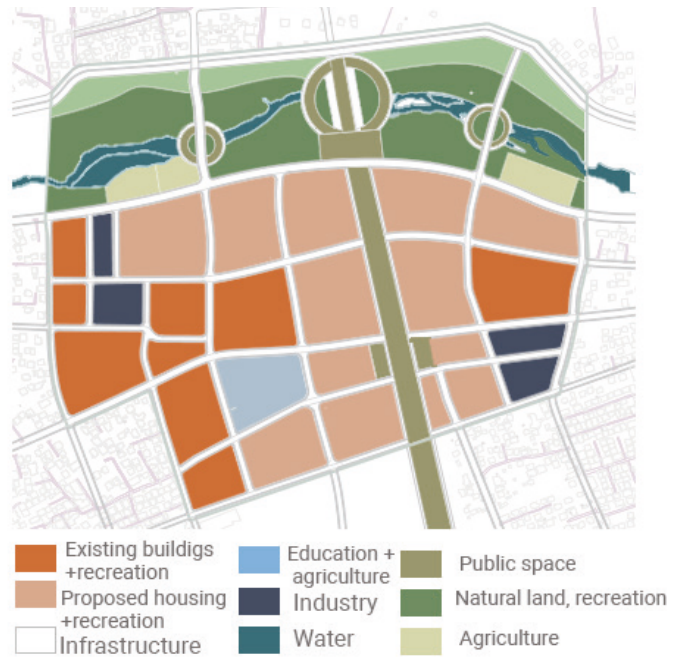 Existing buildigs
+recreation
Proposed housing
+recreation
Infrastructure
Education +
agriculture
Industry
Water
Public space
Natural land, recreation
Agriculture